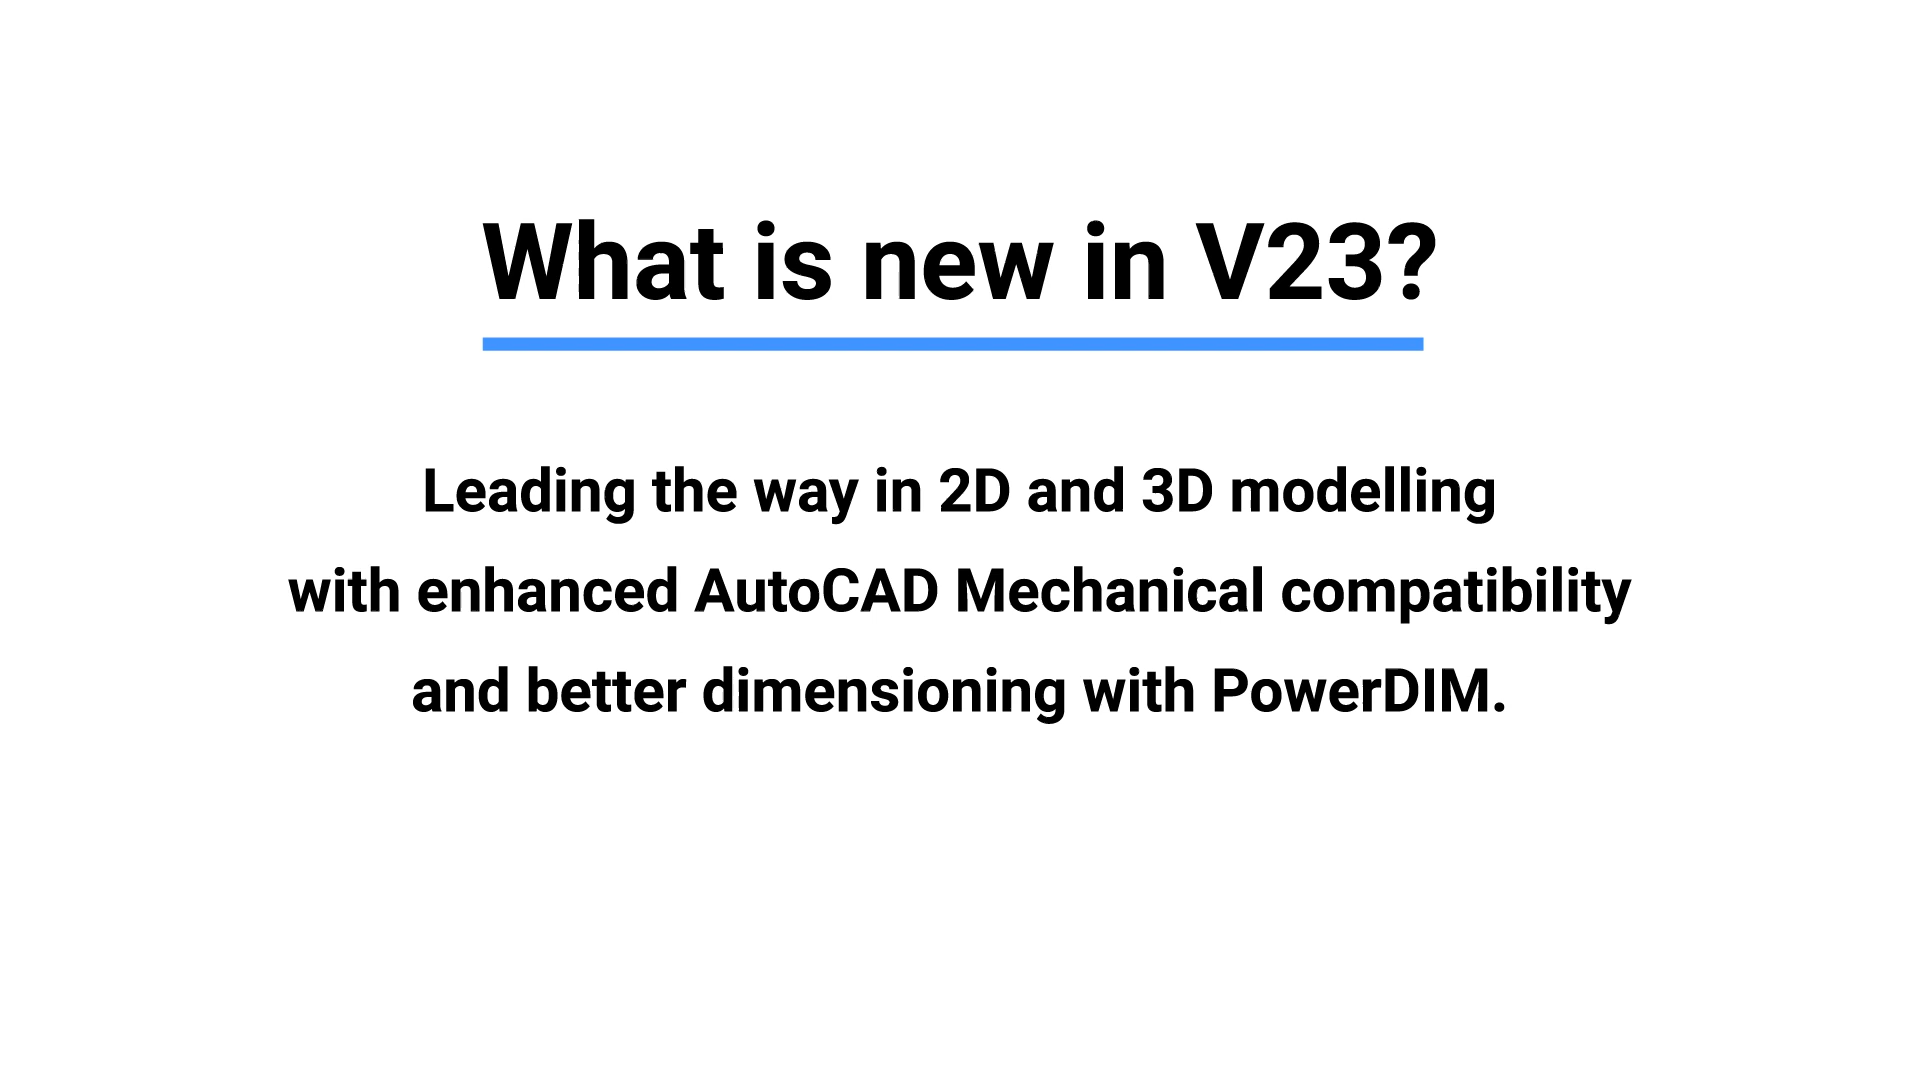 What is new in V23?
Leading the way in 2D and 3D modelling
with enhanced AutoCAD Mechanical compatibility
and better dimensioning with PowerDIM.